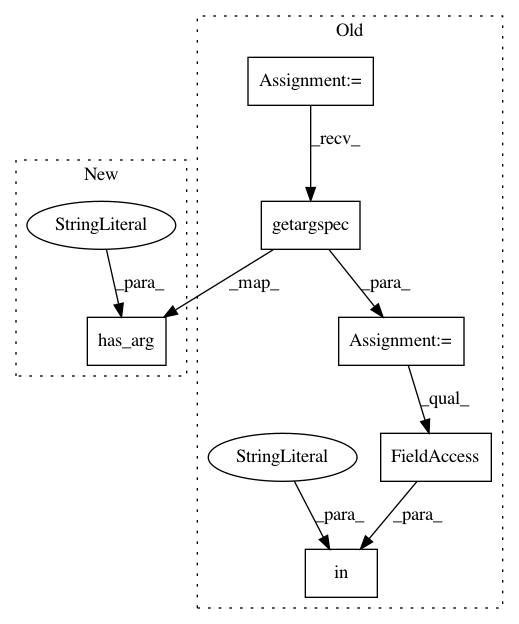 Old
Assignment:=
_recv_
New
StringLiteral
getargspec
_para_
_map_
_para_
has_arg
Assignment:=
_qual_
StringLiteral
FieldAccess
_para_
_para_
in